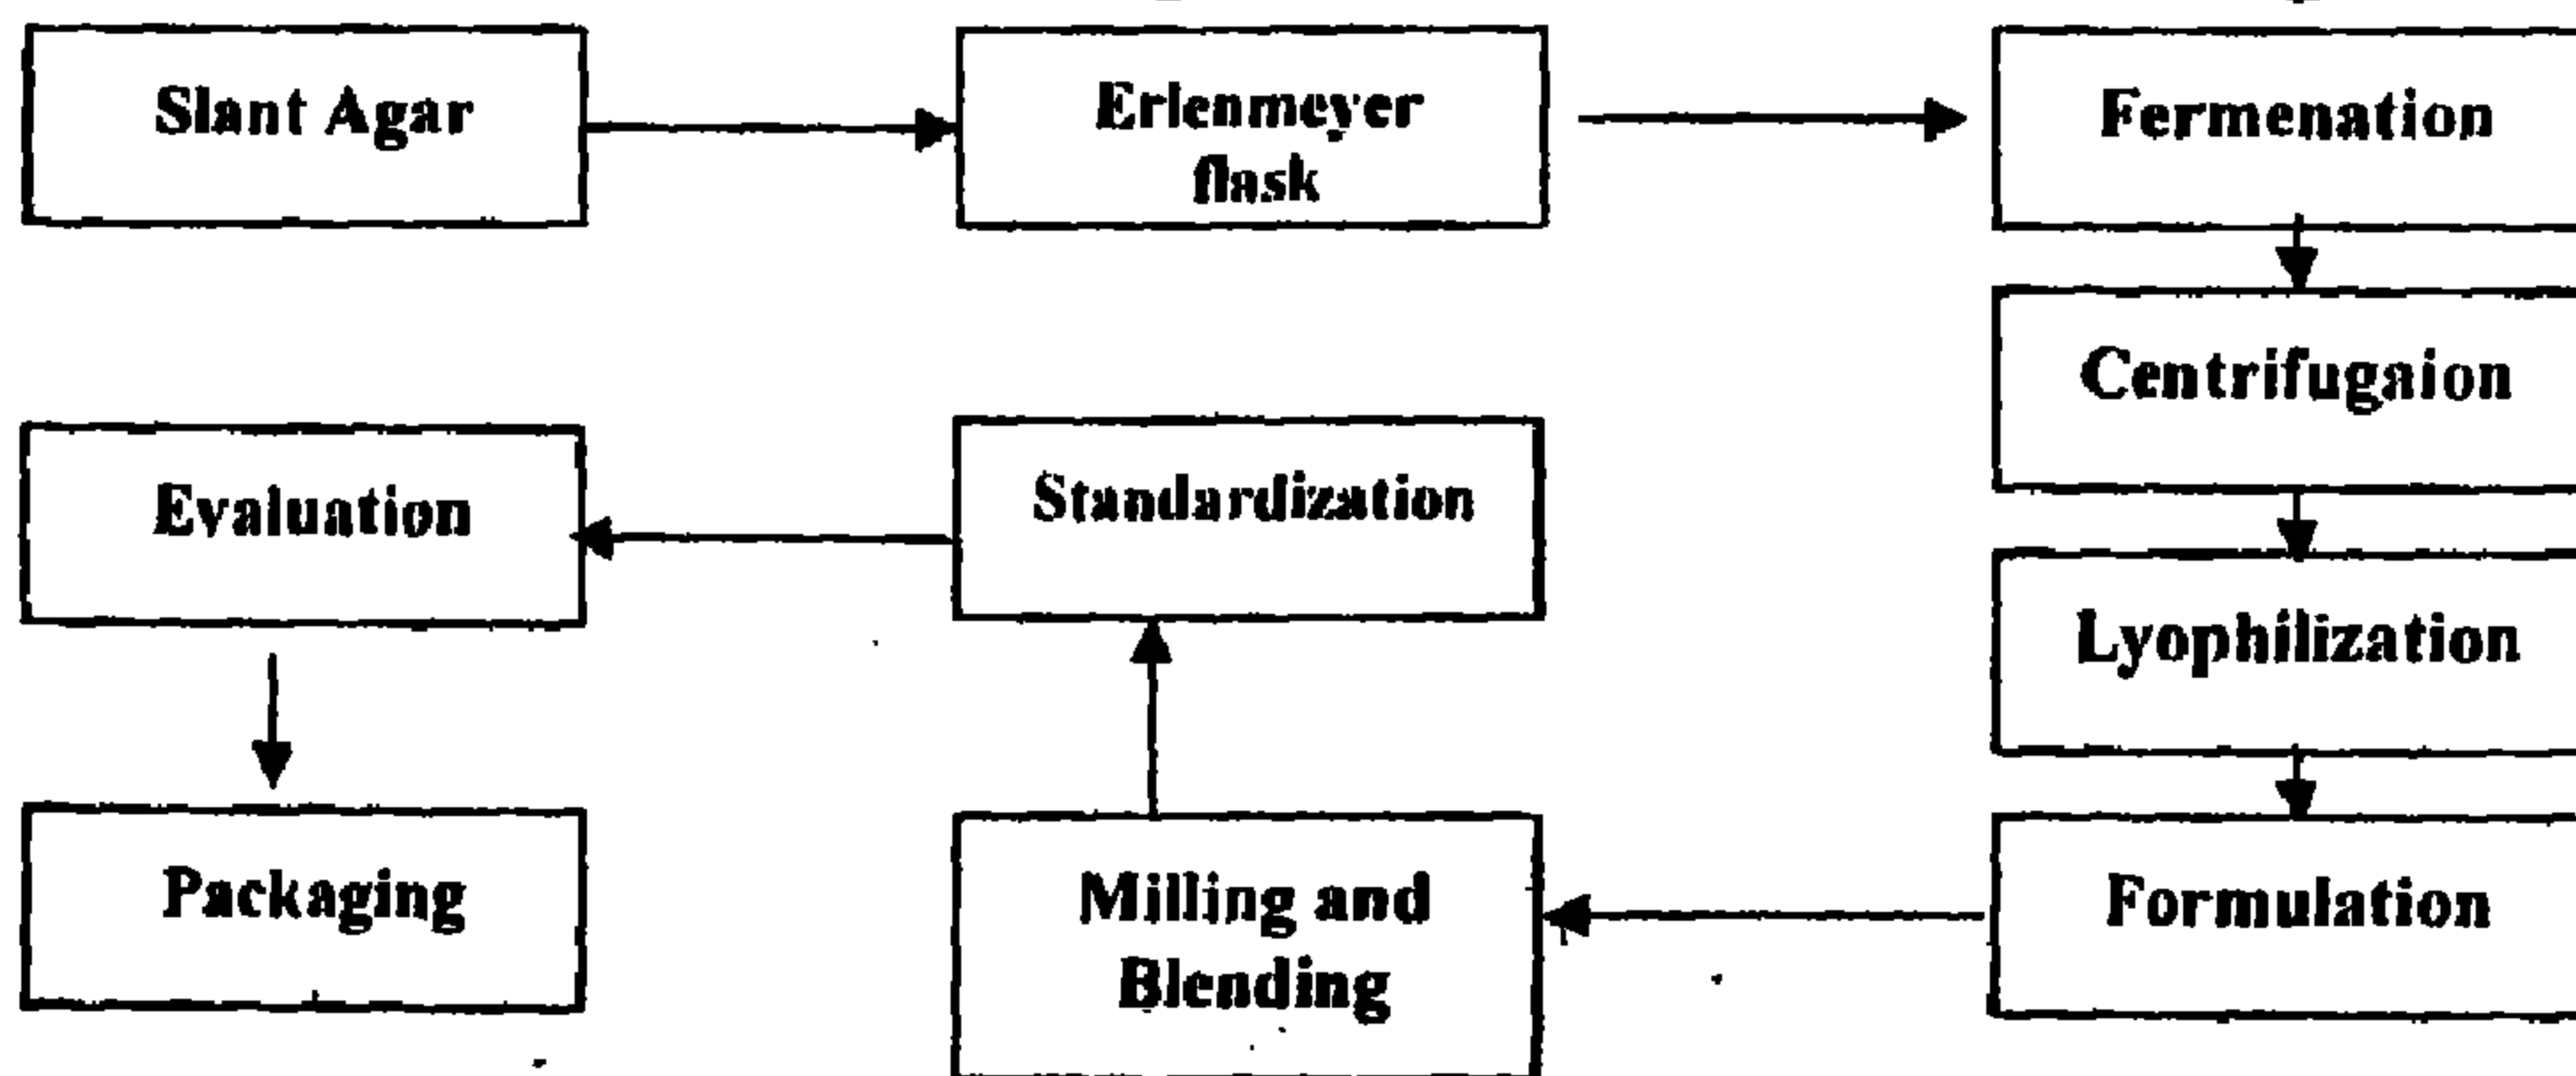 Slant Agar
Erlenmeyer
flask
Fermenation
Centrifugaion
Lyophilization
Formulation
Milling and
Blending
Standardization
Evaluation
Packaging